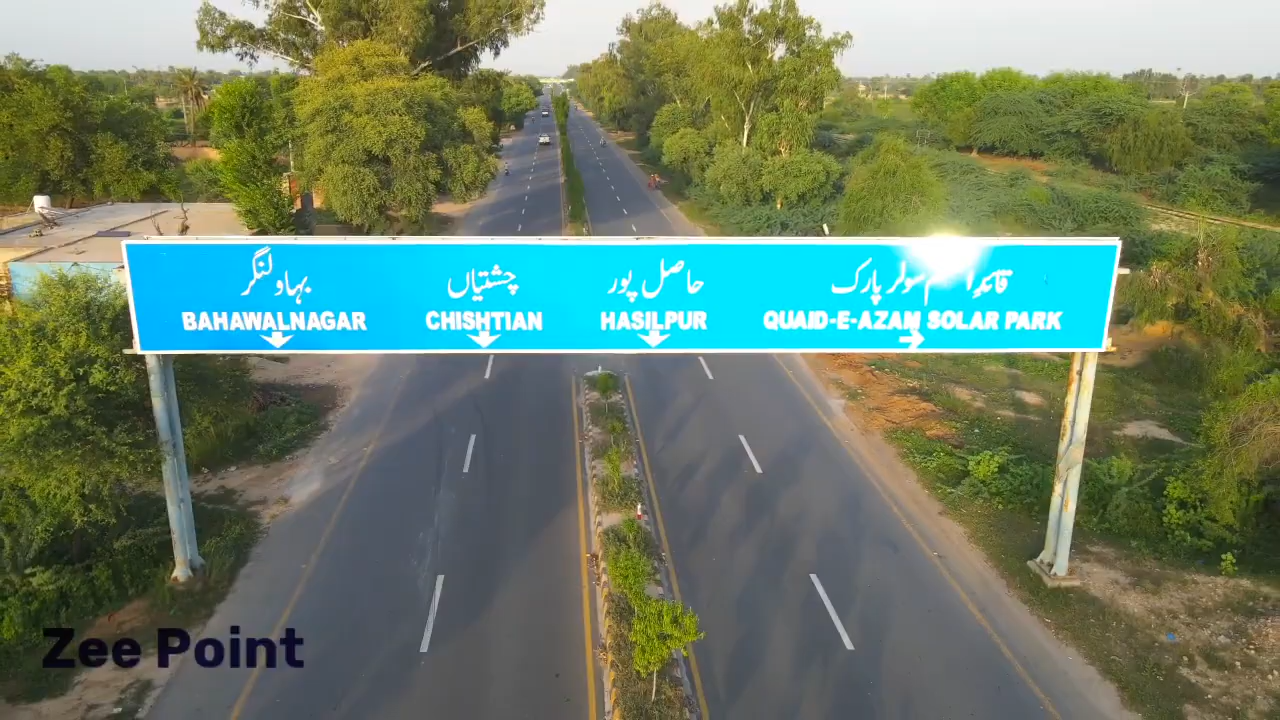 بہاولنگر چشتیاں حاصل پور قائدِ سولر پارک
BAHAWALNAGAR CHISHTIAN HASILPUR QUAID-E-AZAM SOLAR PARK
Zee Point